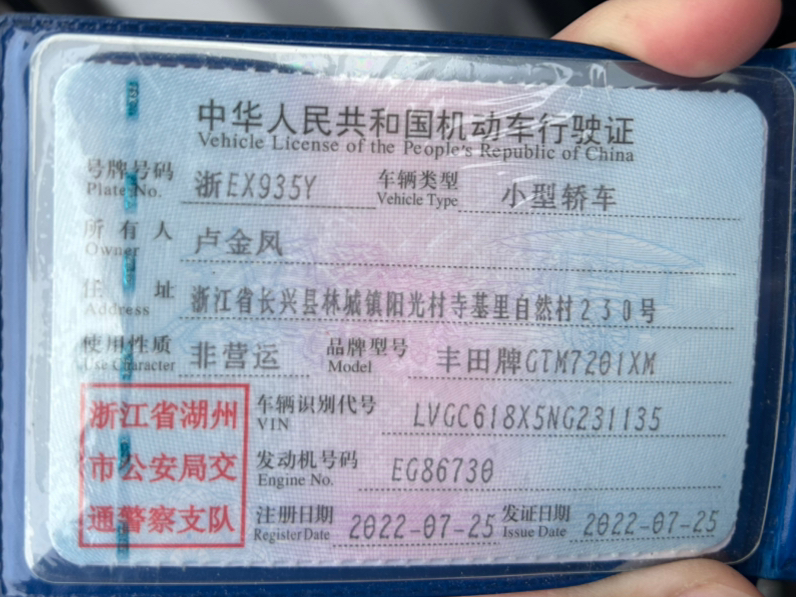 中华人民共和国机动车行驶证
Vehicle License of the People's Republic of China
号牌号码 浙EX935Y 车辆类型 小型轿车
Plate No. Vehicle Type
所有人 卢金凤
Owner
住址 浙江省长兴县林城镇阳光村寺基里自然村230号
Address
使用性质 非营运 品牌型号 丰田牌GTM7201XM
Use Character Model
浙江省湖州
市公安局交
通警察支队
车辆识别代号 LVGC618X5NG231135
VIN
发动机号码 EG86730
Engine No.
注册日期 2022-07-25 发证日期 2022-07-25
Register Date Issue Date